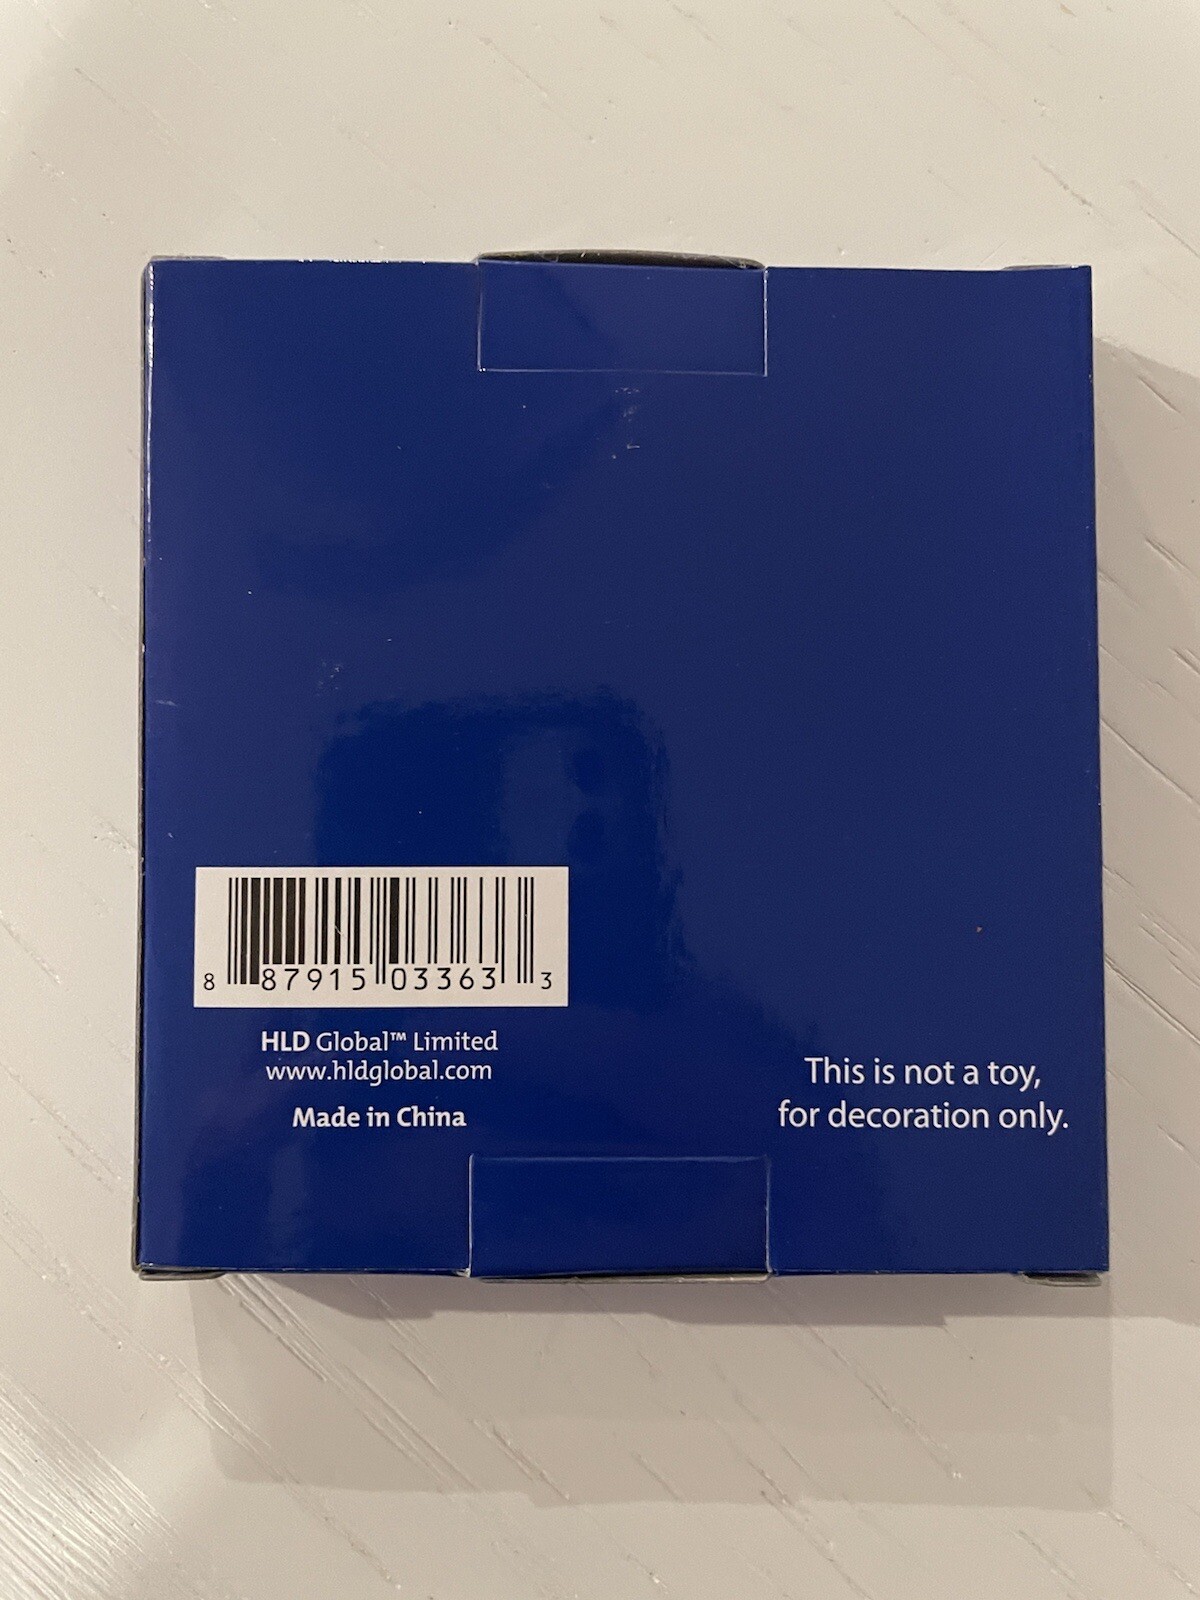 8 87915 03363 3
HLD Global™ Limited
www.hldglobal.com
Made in China
This is not a toy,
for decoration only.